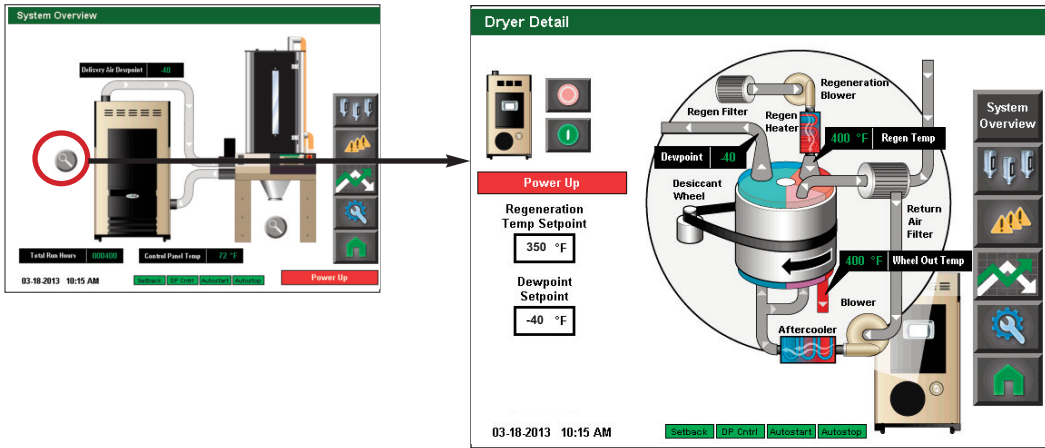 System Overview
Delivery Air Dewpoint -40
Total Run Hours 000400 Control Panel Temp 72 °F
03-18-2013 10:15 AM Setback DP Cntrl Autostart Autostop Power Up
Dryer Detail
Regeneration
Blower
Regen Filter
Regen
Heater
400 °F Regen Temp
Dewpoint -40
System
Overview
Power Up
Desiccant
Wheel
Regeneration
Temp Setpoint
350 °F
Return
Air
Filter
400 °F Wheel Out Temp
Dewpoint
Setpoint
-40 °F
Blower
Aftercooler
03-18-2013 10:15 AM Setback DP Cntrl Autostart Autostop